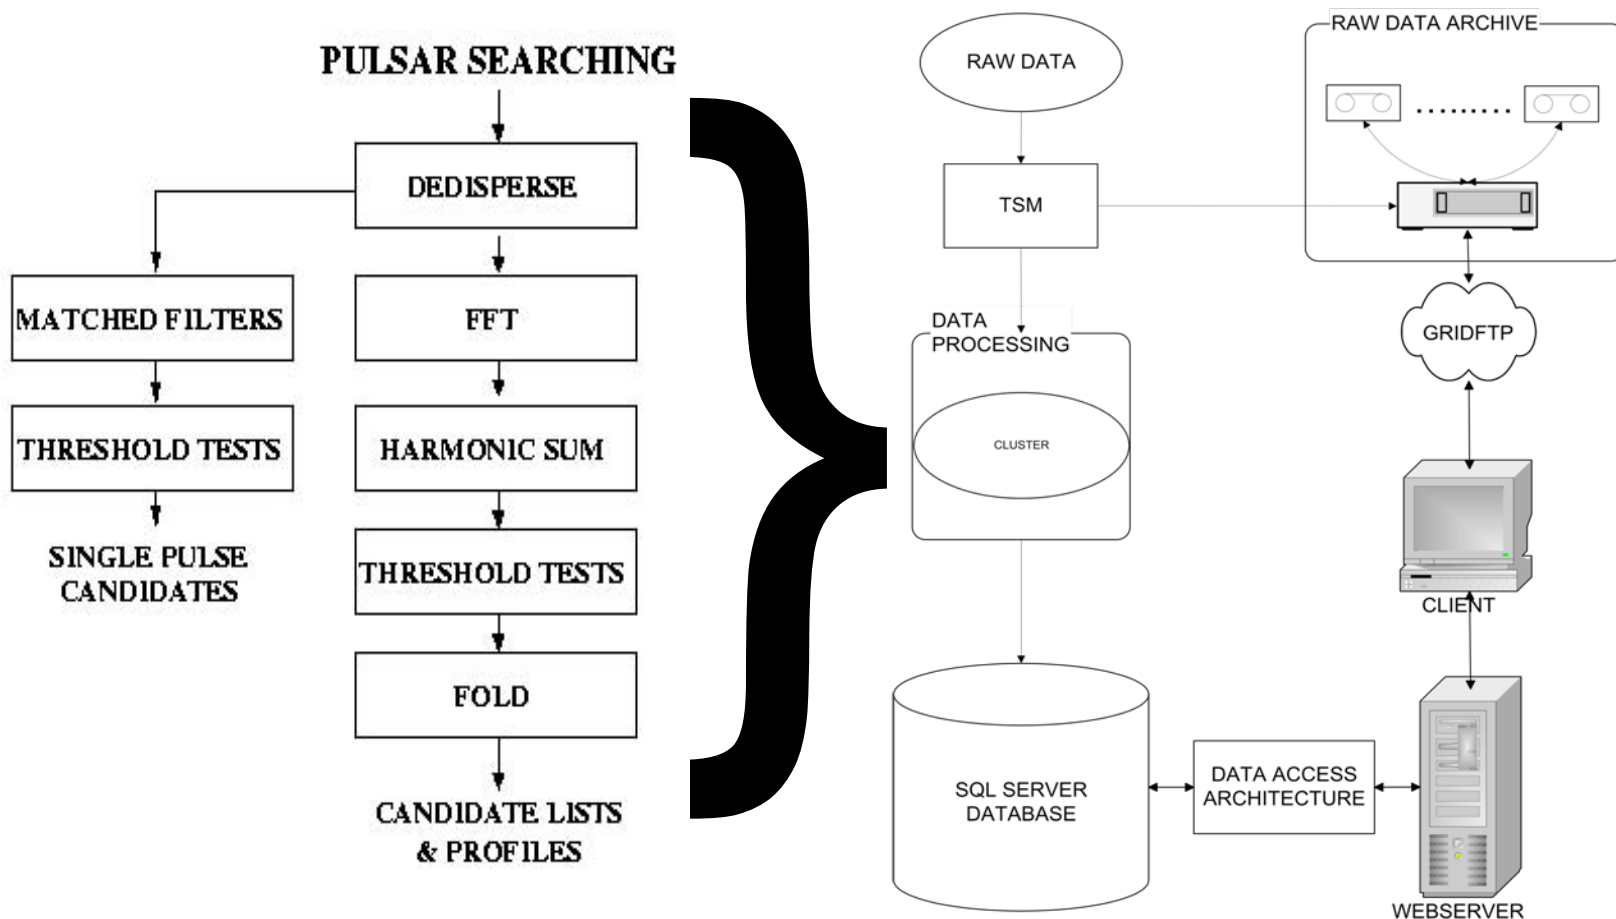 PULSAR SEARCHING
DEDISPERSE
MATCHED FILTERS
THRESHOLD TESTS
SINGLE PULSE
CANDIDATES
FFT
HARMONIC SUM
THRESHOLD TESTS
FOLD
CANDIDATE LISTS
& PROFILES
RAW DATA
TSM
DATA
PROCESSING
CLUSTER
SQL SERVER
DATABASE
DATA ACCESS
ARCHITECTURE
RAW DATA ARCHIVE
GRIDFTP
CLIENT
WEBSERVER